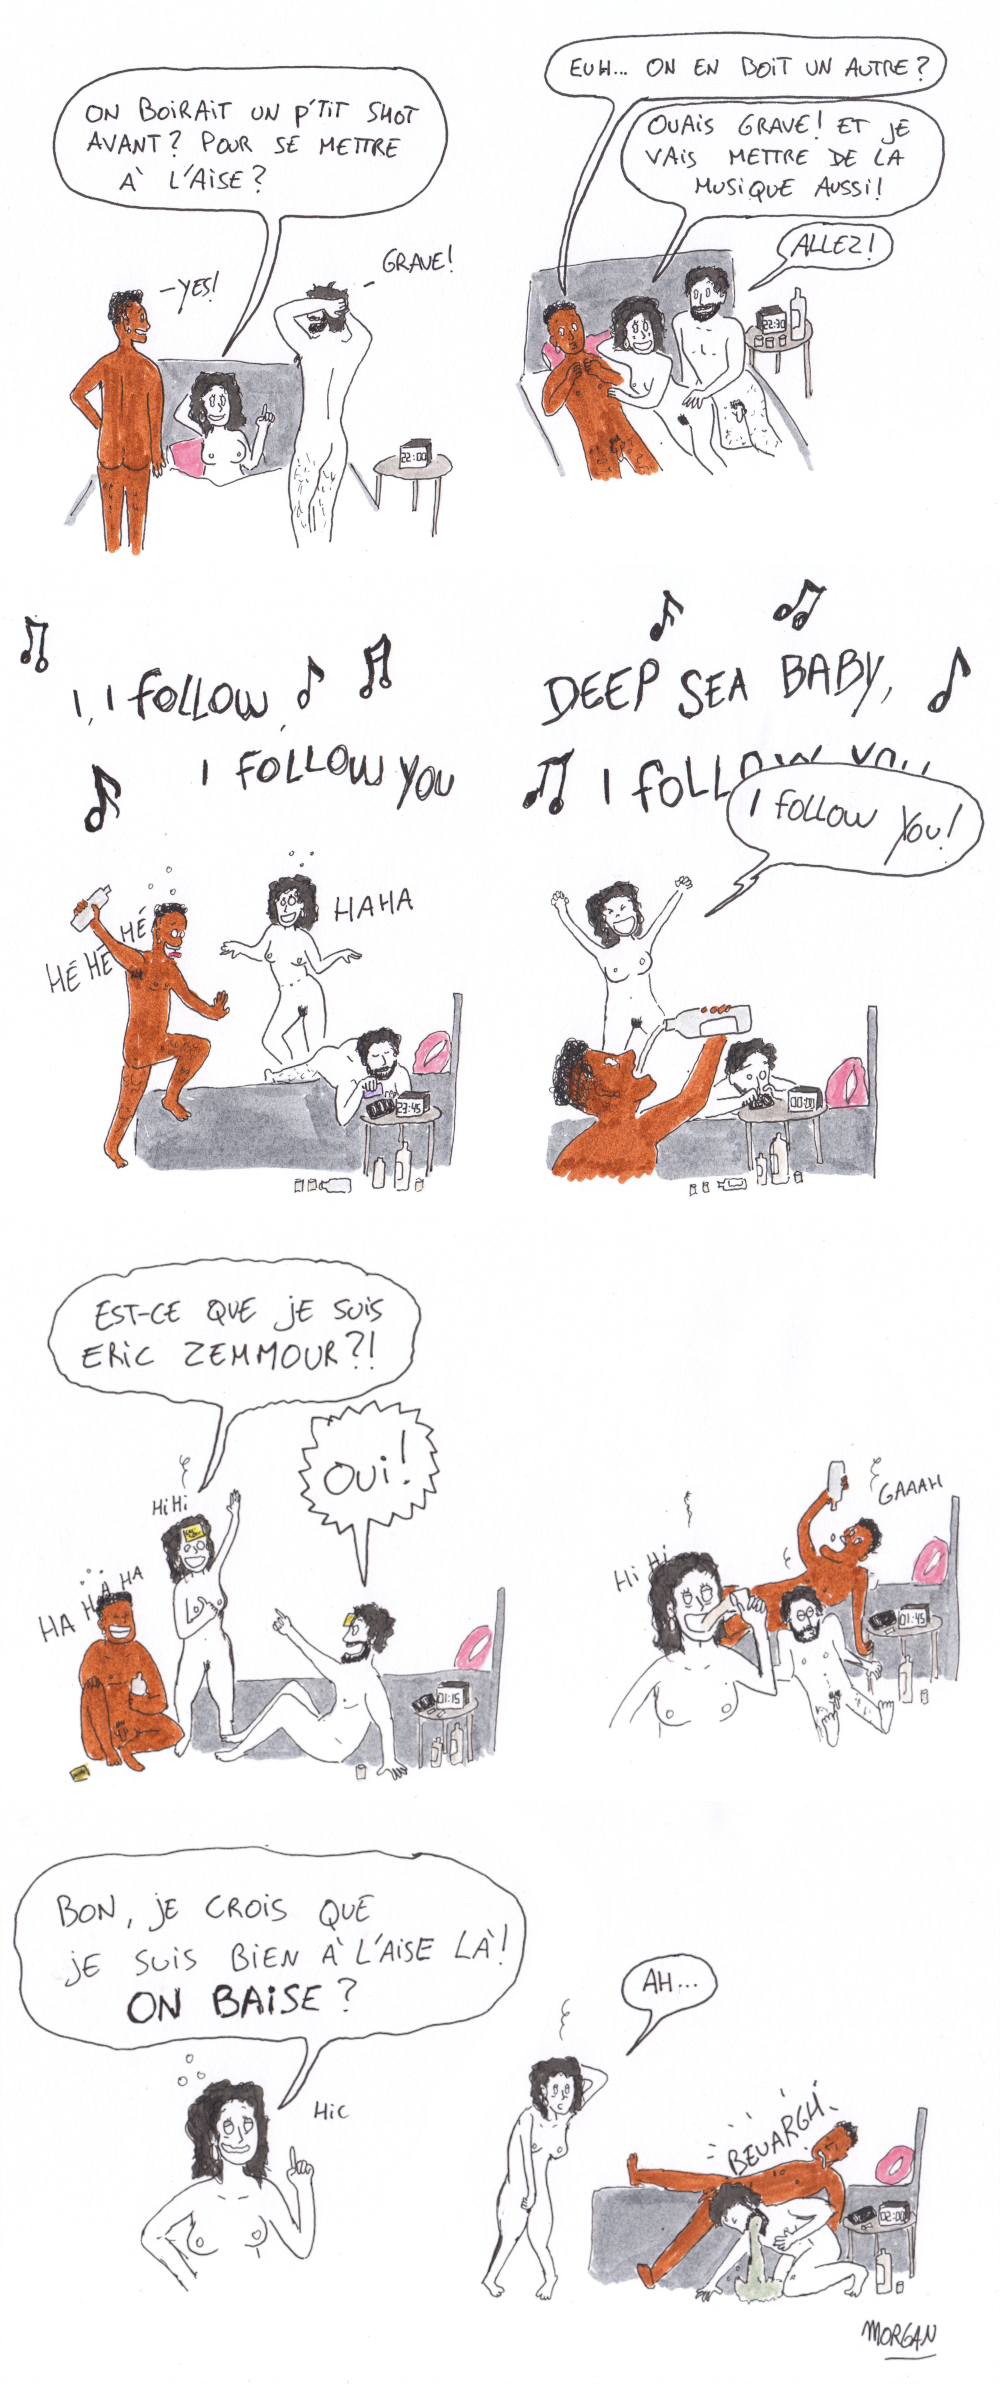 ON BOIRAIT UN P'TIT SHOT
AVANT? POUR SE METTRE
À L'AISE?
-YES!
GRAVE!
22:00
EUH... ON EN BOIT UN AUTRE?
OUAIS GRAVE! ET JE
VAIS METTRE DE LA
MUSIQUE AUSSI!
ALLEZ!
22:30
I, I FOLLOW,
I FOLLOW YOU
HÉ HÉ HÉ
HAHA
23:45
DEEP SEA BABY,
I FOLLOW YOU
I FOLLOW YOU!
00:00
EST-CE QUE JE SUIS
ERIC ZEMMOUR?!
OUI!
HiHi
HA HA HA
01:15
Hi Hi
GAAAH
01:45
BON, JE CROIS QUE
JE SUIS BIEN À L'AISE LÀ!
ON BAISE?
HIC
AH...
BEUARGH
02:00
MORGAN